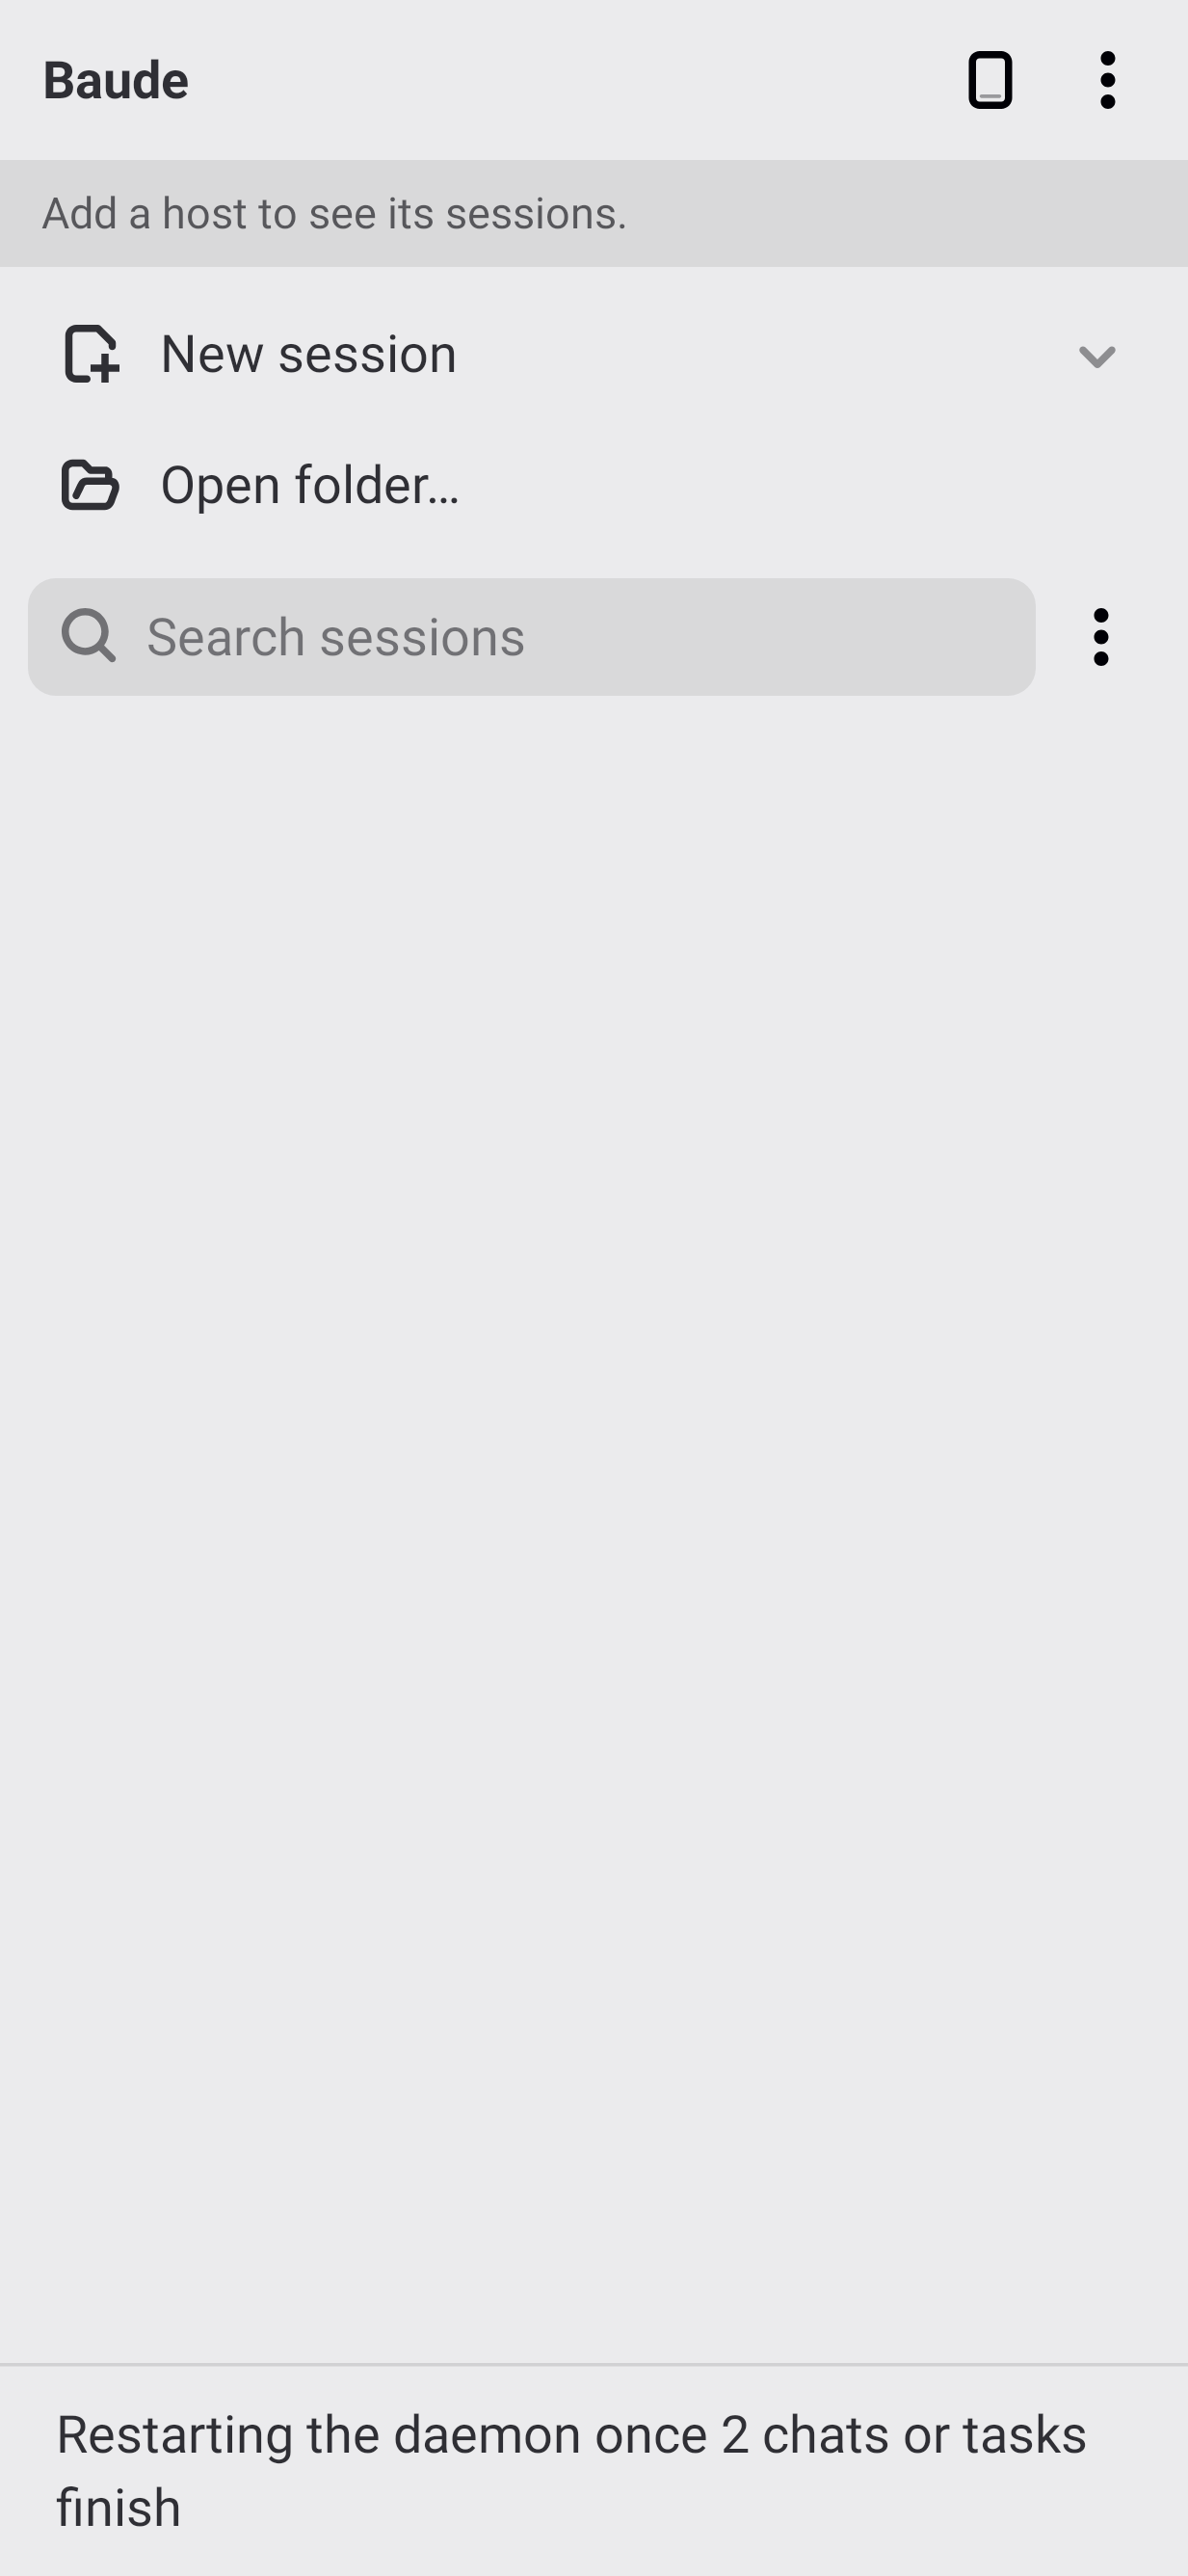 Baude
Add a host to see its sessions.
New session
Open folder…
Search sessions
Restarting the daemon once 2 chats or tasks
finish